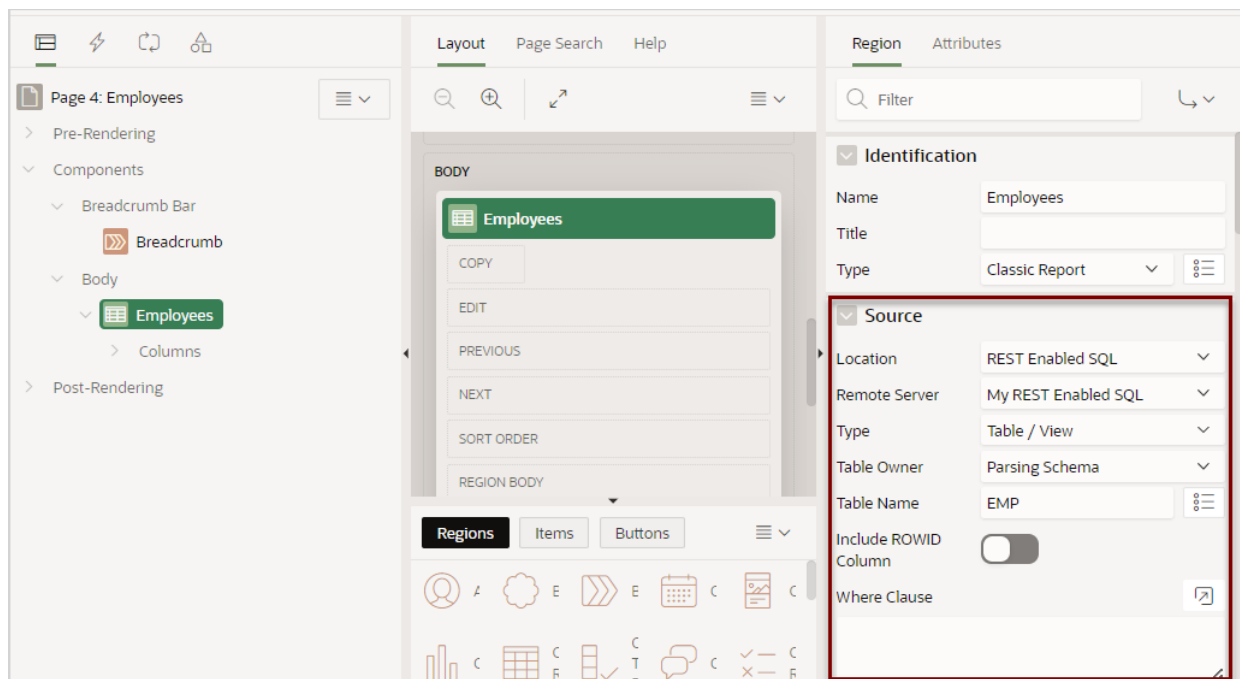 Page 4: Employees
Pre-Rendering
Components
Breadcrumb Bar
Breadcrumb
Body
Employees
Columns
Post-Rendering
Layout Page Search Help
BODY
Employees
COPY
EDIT
PREVIOUS
NEXT
SORT ORDER
REGION BODY
Regions Items Buttons
B B C C
C C C C
T
R R
Region Attributes
Filter
Identification
Name Employees
Title
Type Classic Report
Source
Location REST Enabled SQL
Remote Server My REST Enabled SQL
Type Table / View
Table Owner Parsing Schema
Table Name EMP
Include ROWID
Column
Where Clause